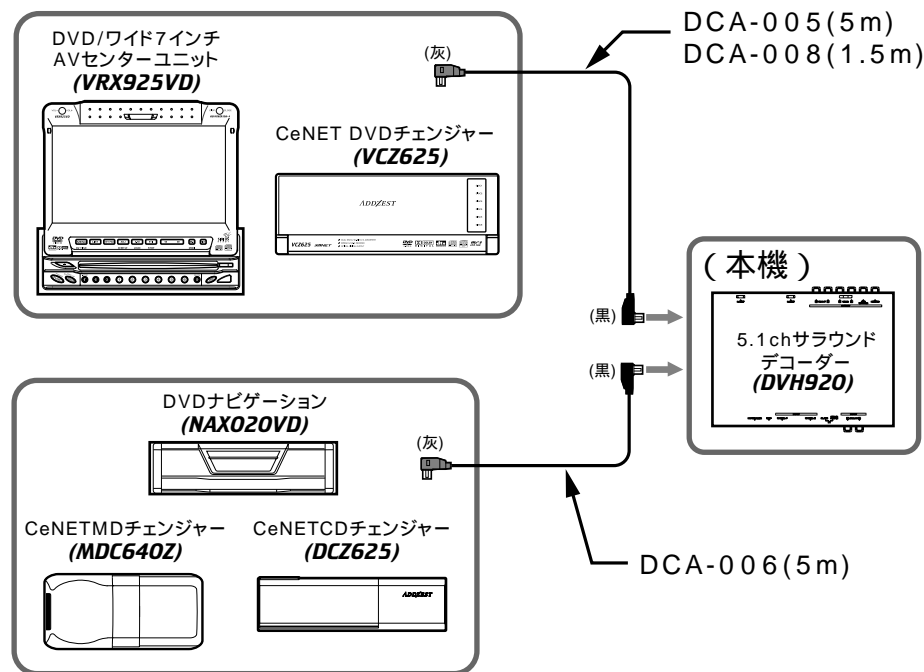 DVD/ワイド7インチ
AVセンターユニット
(VRX925VD)
(灰)
DCA-005(5m)
DCA-008(1.5m)
CeNET DVDチェンジャー
(VCZ625)
ADDZEST
VCZ625
(黒)
(本機)
5.1chサラウンド
デコーダー
(DVH920)
(黒)
DVDナビゲーション
(NAX020VD)
(灰)
CeNETMDチェンジャー
(MDC640Z)
CeNETCDチェンジャー
(DCZ625)
ADDZEST
DCA-006(5m)